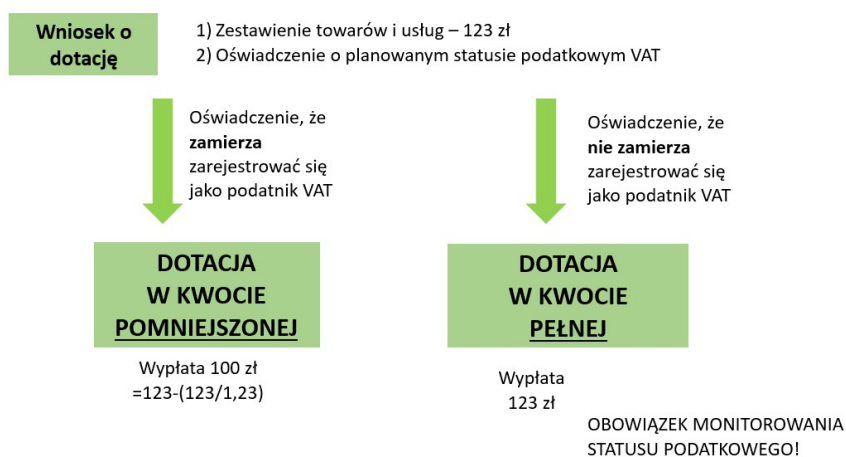 Wniosek o
dotację
1) Zestawienie towarów i usług – 123 zł
2) Oświadczenie o planowanym statusie podatkowym VAT
Oświadczenie, że
zamierza
zarejestrować się
jako podatnik VAT
Oświadczenie, że
nie zamierza
zarejestrować się
jako podatnik VAT
DOTACJA
W KWOCIE
POMNIEJSZONEJ
DOTACJA
W KWOCIE
PEŁNEJ
Wypłata 100 zł
=123-(123/1,23)
Wypłata
123 zł
OBOWIĄZEK MONITOROWANIA
STATUSU PODATKOWEGO!